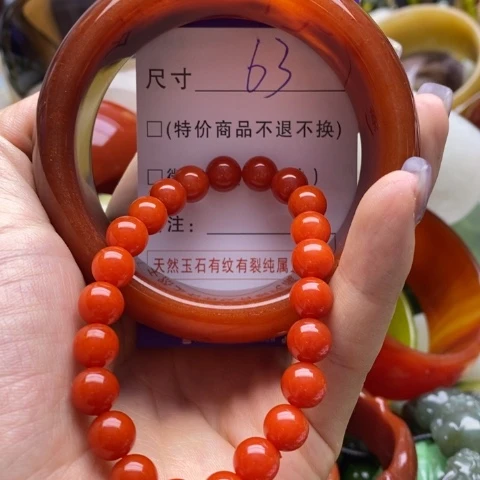 尺寸 63
□(特价商品不退不换)
注:
天然玉石有纹有裂纯属